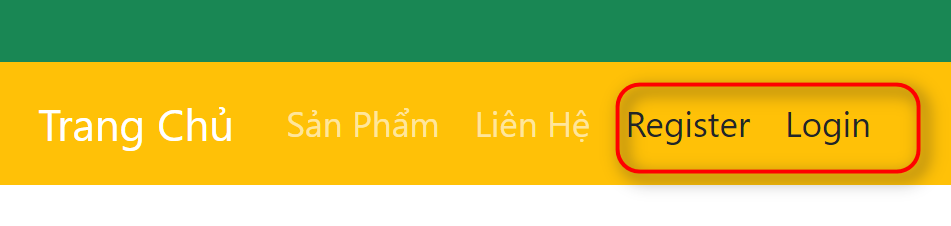 Trang Chủ Sản Phẩm Liên Hệ Register Login